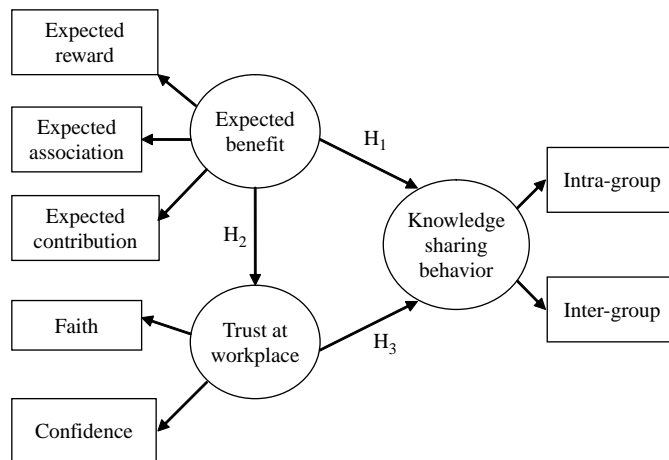 Expected
reward
Expected
association
Expected
contribution
Expected
benefit
H1
H2
Knowledge
sharing
behavior
Intra-group
Inter-group
Faith
Confidence
Trust at
workplace
H3